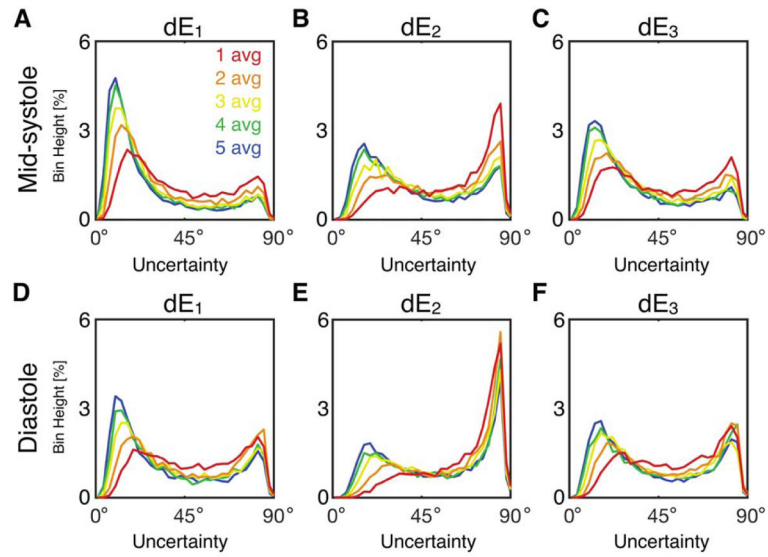 A
dE₁
B
dE₂
C
dE₃
Mid-systole
Bin Height [%]
6
3
0
1 avg
2 avg
3 avg
4 avg
5 avg
0° 45° 90°
Uncertainty
6
3
0
0° 45° 90°
Uncertainty
6
3
0
0° 45° 90°
Uncertainty
D
dE₁
E
dE₂
F
dE₃
Diastole
Bin Height [%]
6
3
0
0° 45° 90°
Uncertainty
6
3
0
0° 45° 90°
Uncertainty
6
3
0
0° 45° 90°
Uncertainty